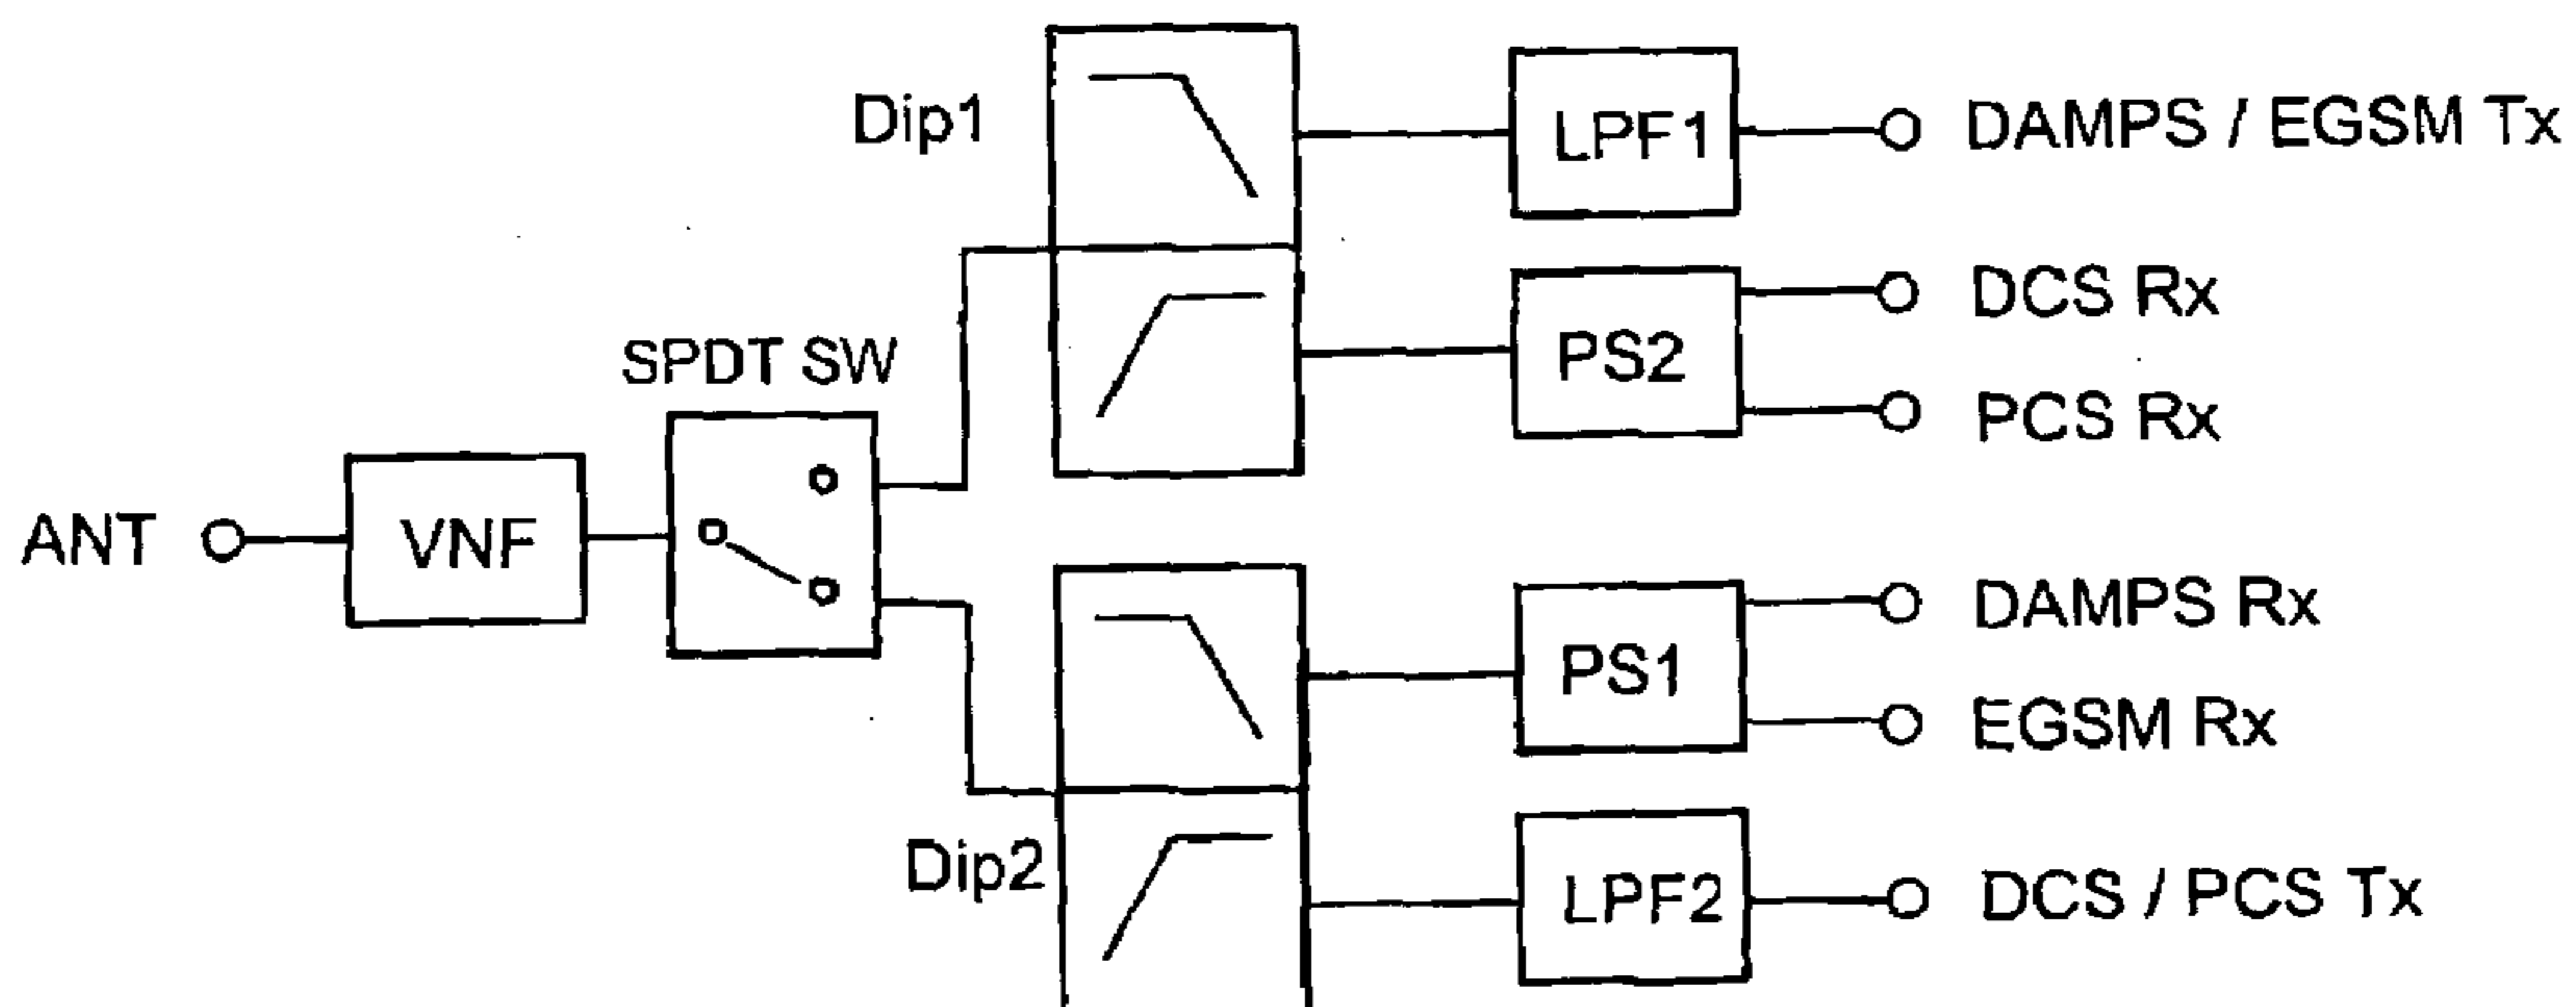 Dip1
LPF1
DAMPS / EGSM Tx
DCS Rx
PS2
PCS Rx
SPDT SW
ANT
VNF
DAMPS Rx
PS1
EGSM Rx
Dip2
LPF2
DCS / PCS Tx